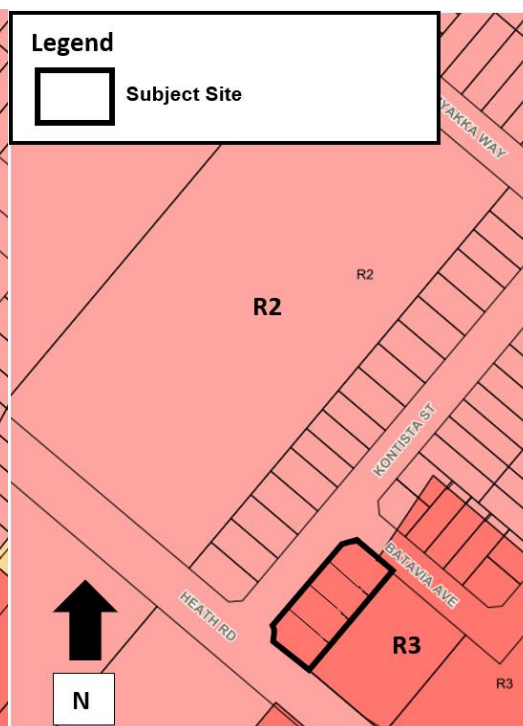 Legend
Subject Site
YAKKA WAY
R2
R2
KONTISTA ST
BATAVIA AVE
HEATH RD
R3
R3
N